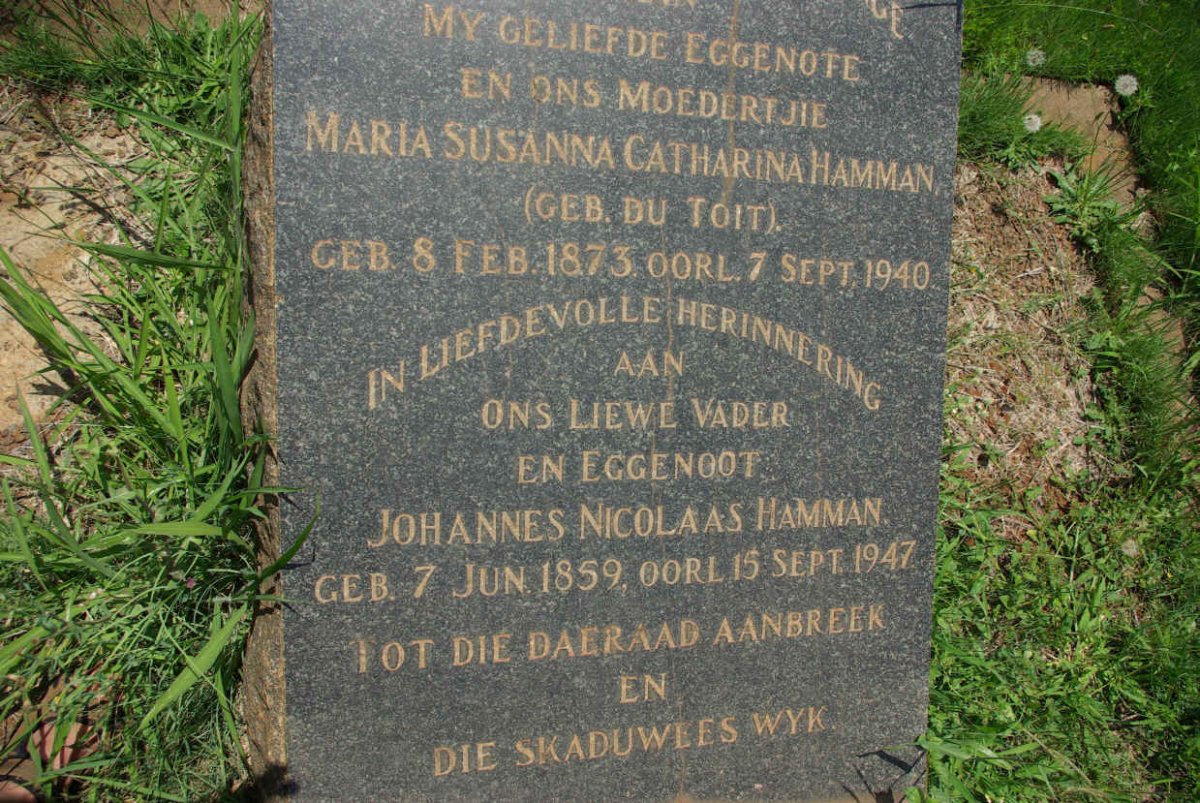 MY GELIEFDE EGGENOTE
EN ONS MOEDERTJIE
MARIA SUSANNA CATHARINA HAMMAN,
(GEB. DU TOIT).
GEB. 8 FEB. 1873. OORL. 7 SEPT. 1940.
IN LIEFDEVOLLE HERINNERING
AAN
ONS LIEWE VADER
EN EGGENOOT
JOHANNES NICOLAAS HAMMAN.
GEB. 7 JUN. 1859, OORL 15 SEPT. 1947.
TOT DIE DAERAAD AANBREEK
EN
DIE SKADUWEES WYK